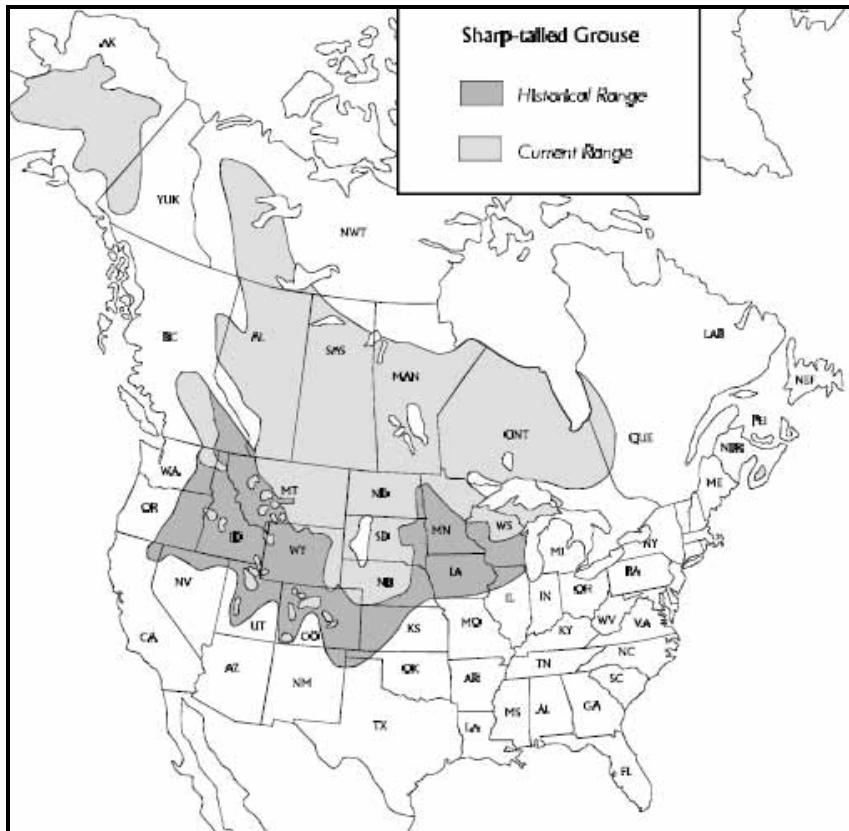 Sharp-tailed Grouse
Historical Range
Current Range
AK
YUK
NWT
BC
AL
SAS
MAN
ONT
QUE
LAB
NEF
PEI
NBR
WA
MT
ND
ME
OR
ID
WY
SD
MN
WS
MI
NY
NV
NB
LA
IL
IN
OH
PA
CA
UT
CO
KS
MO
KY
WV
VA
AZ
NM
OK
AR
TN
NC
SC
TX
LA
MS
AL
GA
FL